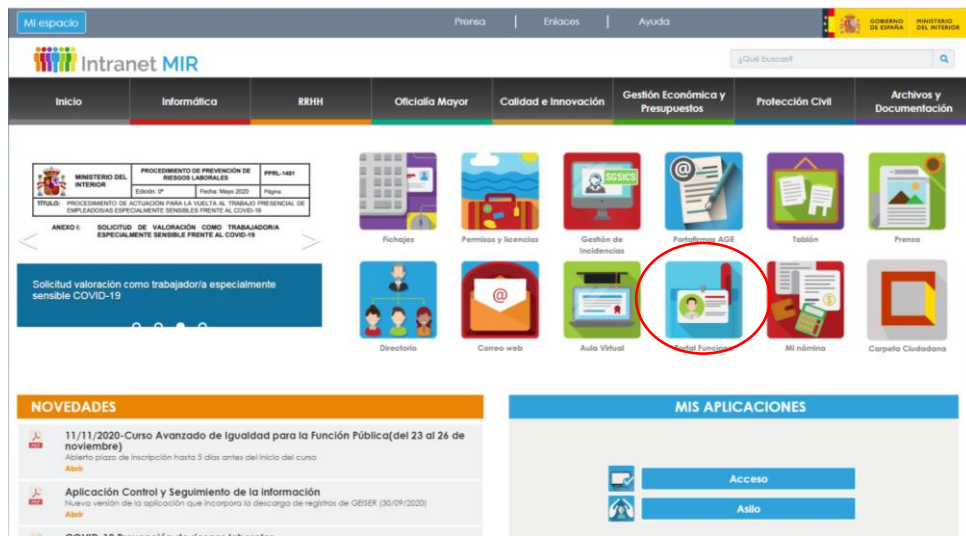 Mi espacio
Prensa | Enlaces | Ayuda
GOBIERNO DE ESPAÑA
MINISTERIO DEL INTERIOR
Intranet MIR
¿Qué buscas?
Inicio
Informática
RRHH
Oficialía Mayor
Calidad e Innovación
Gestión Económica y Presupuestos
Protección Civil
Archivos y Documentación
MINISTERIO DEL INTERIOR
PROCEDIMIENTO DE PREVENCIÓN DE RIESGOS LABORALES
PPRL-1401
Edición: 0ª
Fecha: Mayo 2020
Página
TÍTULO: PROCEDIMIENTO DE ACTUACIÓN PARA LA VUELTA AL TRABAJO PRESENCIAL DE
EMPLEADOS/AS ESPECIALMENTE SENSIBLES FRENTE AL COVID-19
ANEXO I: SOLICITUD DE VALORACIÓN COMO TRABAJADOR/A
ESPECIALMENTE SENSIBLE FRENTE AL COVID-19
Solicitud valoración como trabajador/a especialmente
sensible COVID-19
SGSICS
Fichajes
Permisos y licencias
Gestión de
Incidencias
Portafirmas AGE
Tablón
Prensa
Directorio
Correo web
Aula Virtual
Portal Funciona
Mi nómina
Carpeta Ciudadana
NOVEDADES
11/11/2020-Curso Avanzado de Igualdad para la Función Pública(del 23 al 26 de
noviembre)
Abierto plazo de inscripción hasta 5 días antes del inicio del curso
Abrir
Aplicación Control y Seguimiento de la información
Nueva versión de la aplicación que incorpora la descarga de registros de GEISER (30/09/2020)
Abrir
MIS APLICACIONES
Acceso
Asilo